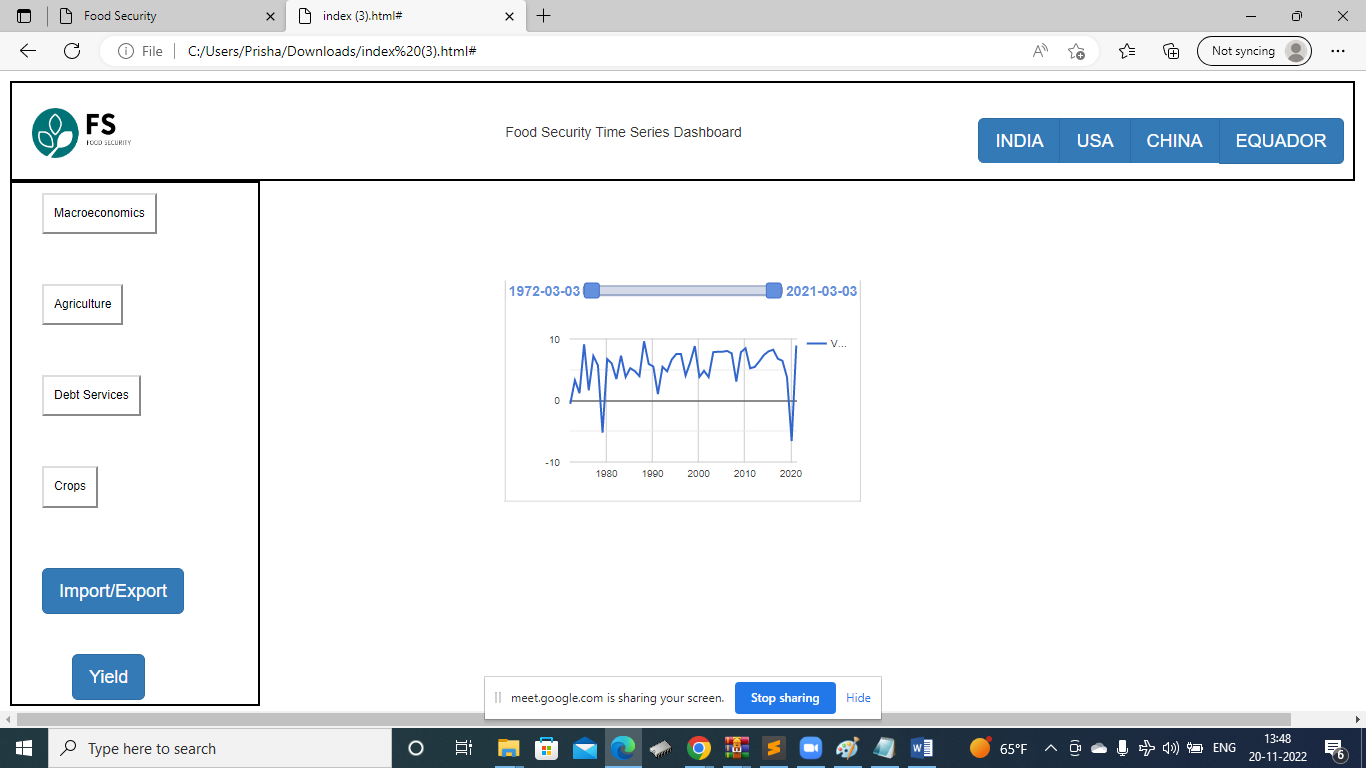 Food Security
index (3).html#
File
C:/Users/Prisha/Downloads/index%20(3).html#
Not syncing
FS
FOOD SECURITY
Food Security Time Series Dashboard
INDIA USA CHINA EQUADOR
Macroeconomics
Agriculture
Debt Services
Crops
Import/Export
Yield
1972-03-03 2021-03-03
10
0
-10
V...
1980 1990 2000 2010 2020
meet.google.com is sharing your screen. Stop sharing Hide
Type here to search
65°F
ENG
13:48
20-11-2022
6